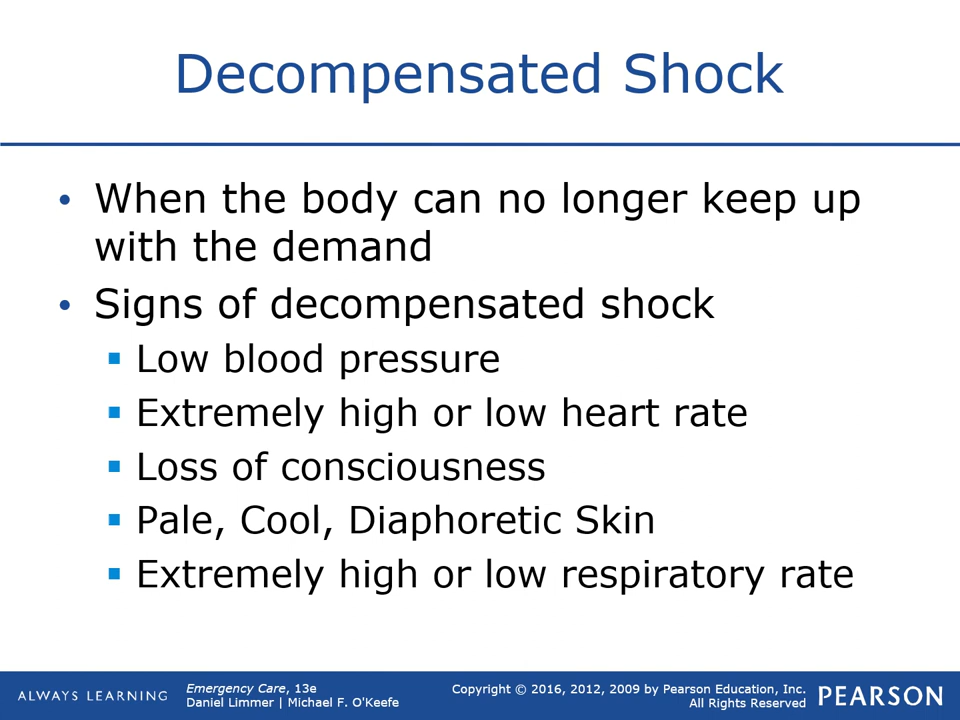 Decompensated Shock
• When the body can no longer keep up
with the demand
• Signs of decompensated shock
▪ Low blood pressure
▪ Extremely high or low heart rate
▪ Loss of consciousness
▪ Pale, Cool, Diaphoretic Skin
▪ Extremely high or low respiratory rate
ALWAYS LEARNING
Emergency Care, 13e
Daniel Limmer | Michael F. O'Keefe
Copyright © 2016, 2012, 2009 by Pearson Education, Inc.
All Rights Reserved
PEARSON